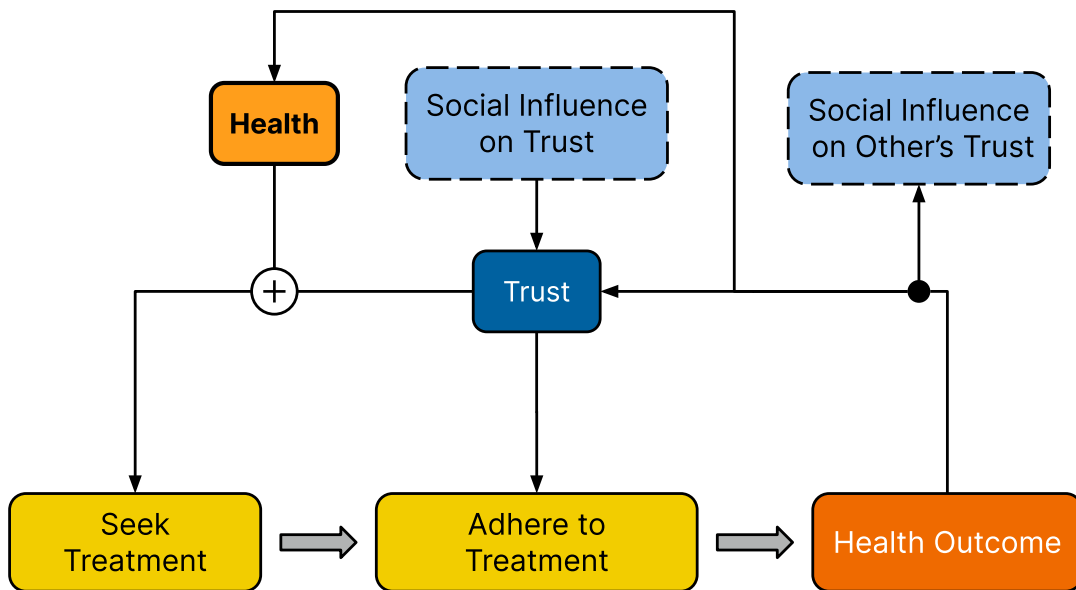 Health
Social Influence
on Trust
Social Influence
on Other’s Trust
+
Trust
Seek
Treatment
Adhere to
Treatment
Health Outcome